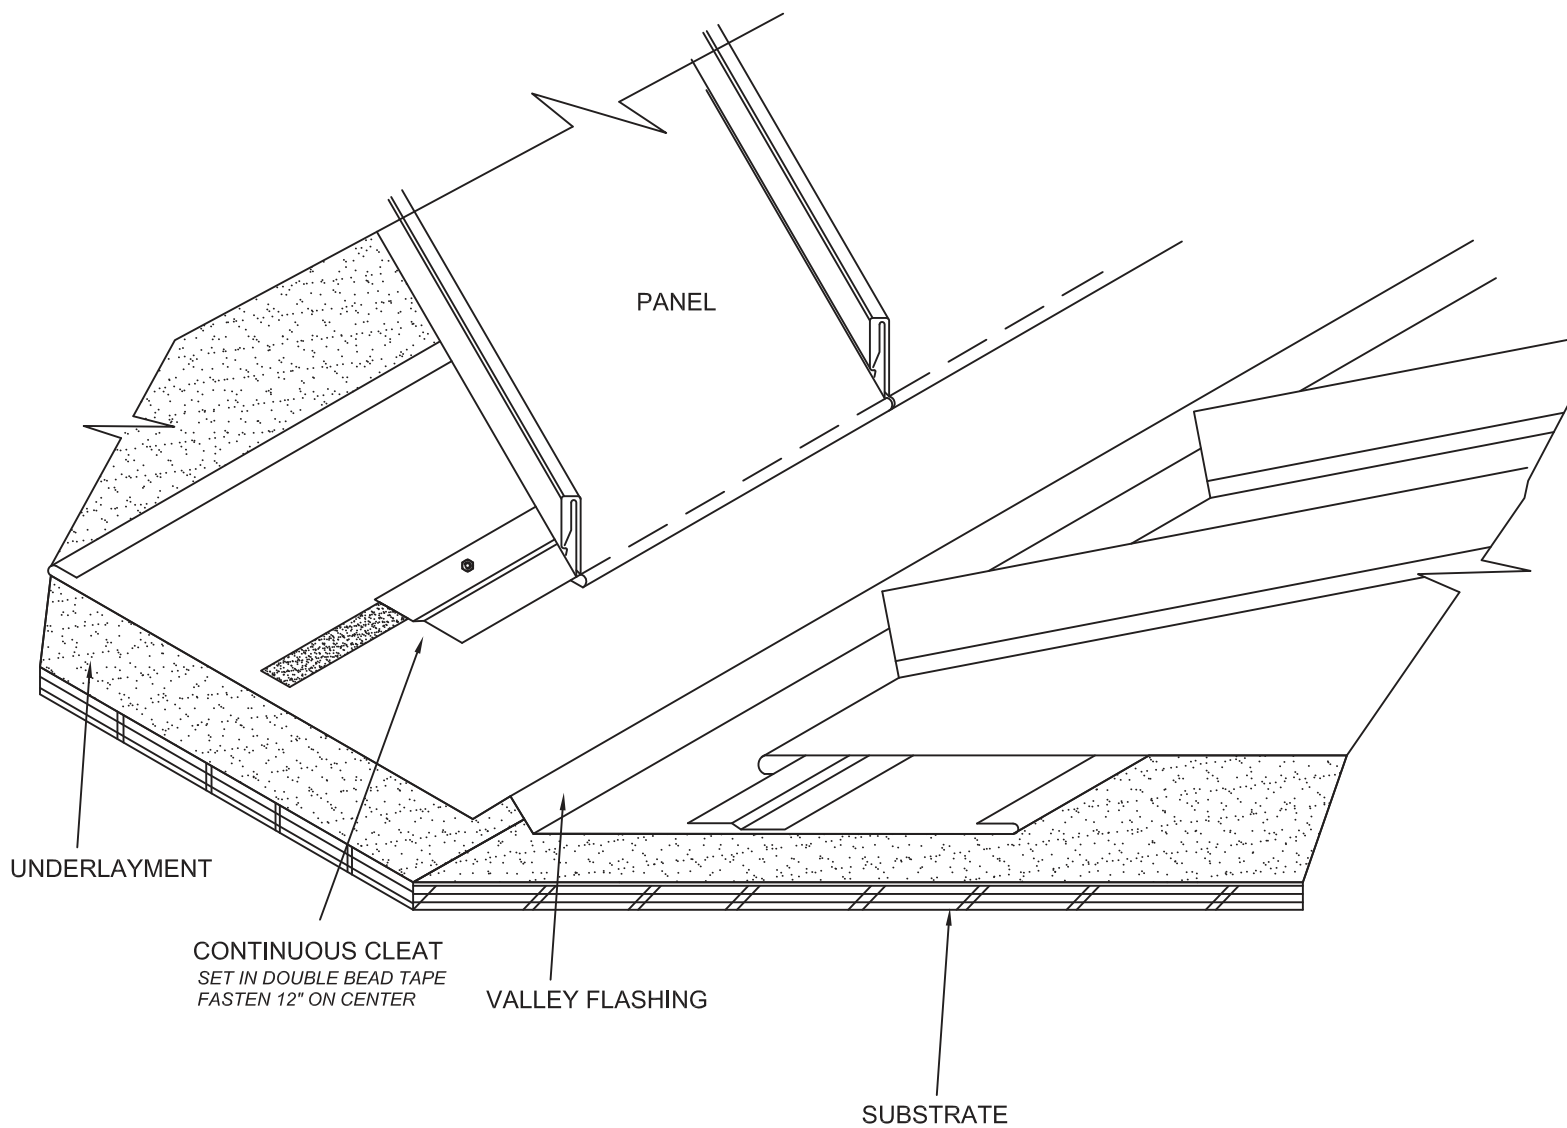 PANEL
UNDERLAYMENT
CONTINUOUS CLEAT
SET IN DOUBLE BEAD TAPE
FASTEN 12" ON CENTER
VALLEY FLASHING
SUBSTRATE